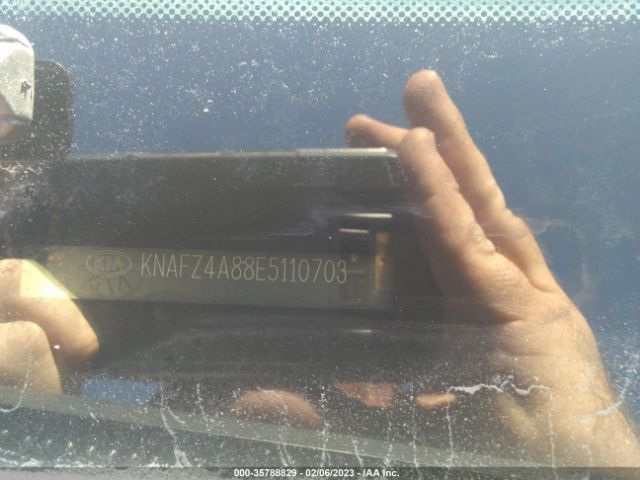 KIA KNAFZ4A88E5110703
000-35788829 - 02/06/2023 - IAA Inc.